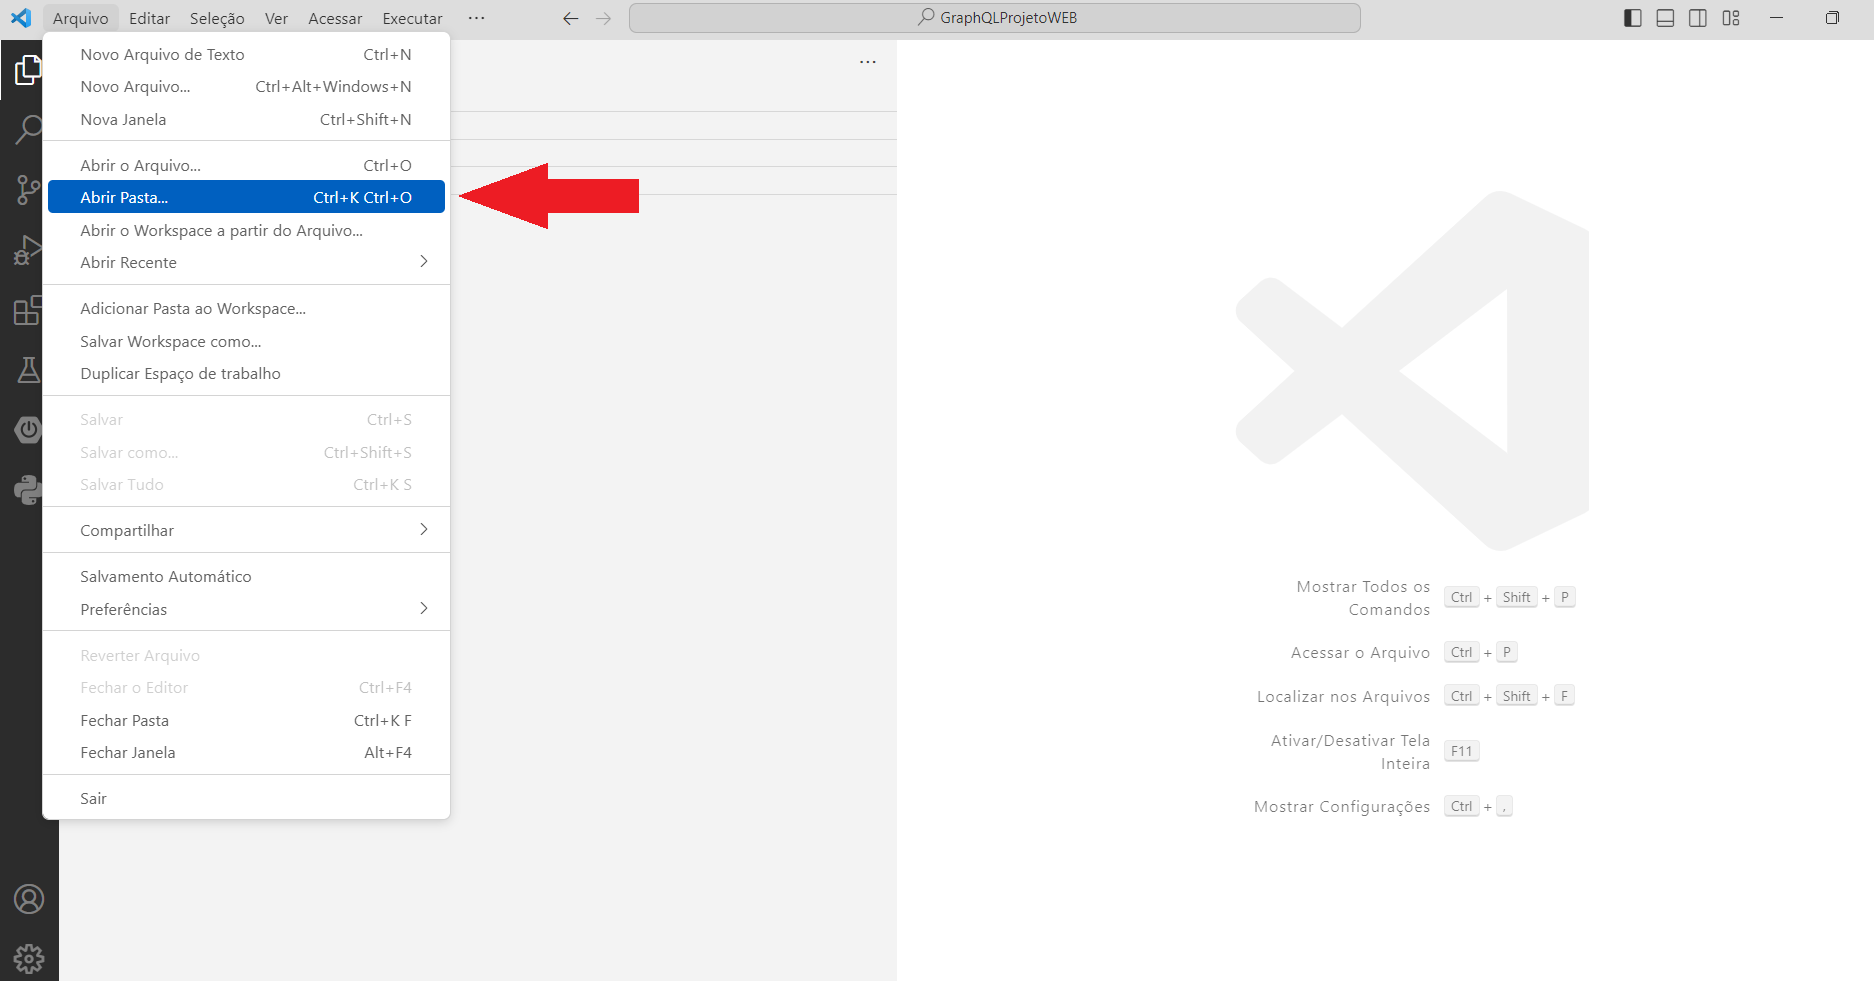 Arquivo Editar Seleção Ver Acessar Executar ··· GraphQLProjetoWEB
Novo Arquivo de Texto Ctrl+N
Novo Arquivo... Ctrl+Alt+Windows+N
Nova Janela Ctrl+Shift+N
Abrir o Arquivo... Ctrl+O
Abrir Pasta... Ctrl+K Ctrl+O
Abrir o Workspace a partir do Arquivo...
Abrir Recente
Adicionar Pasta ao Workspace...
Salvar Workspace como...
Duplicar Espaço de trabalho
Salvar Ctrl+S
Salvar como... Ctrl+Shift+S
Salvar Tudo Ctrl+K S
Compartilhar
Salvamento Automático
Preferências
Reverter Arquivo
Fechar o Editor Ctrl+F4
Fechar Pasta Ctrl+K F
Fechar Janela Alt+F4
Sair
Mostrar Todos os
Comandos Ctrl + Shift + P
Acessar o Arquivo Ctrl + P
Localizar nos Arquivos Ctrl + Shift + F
Ativar/Desativar Tela
Inteira F11
Mostrar Configurações Ctrl + ,